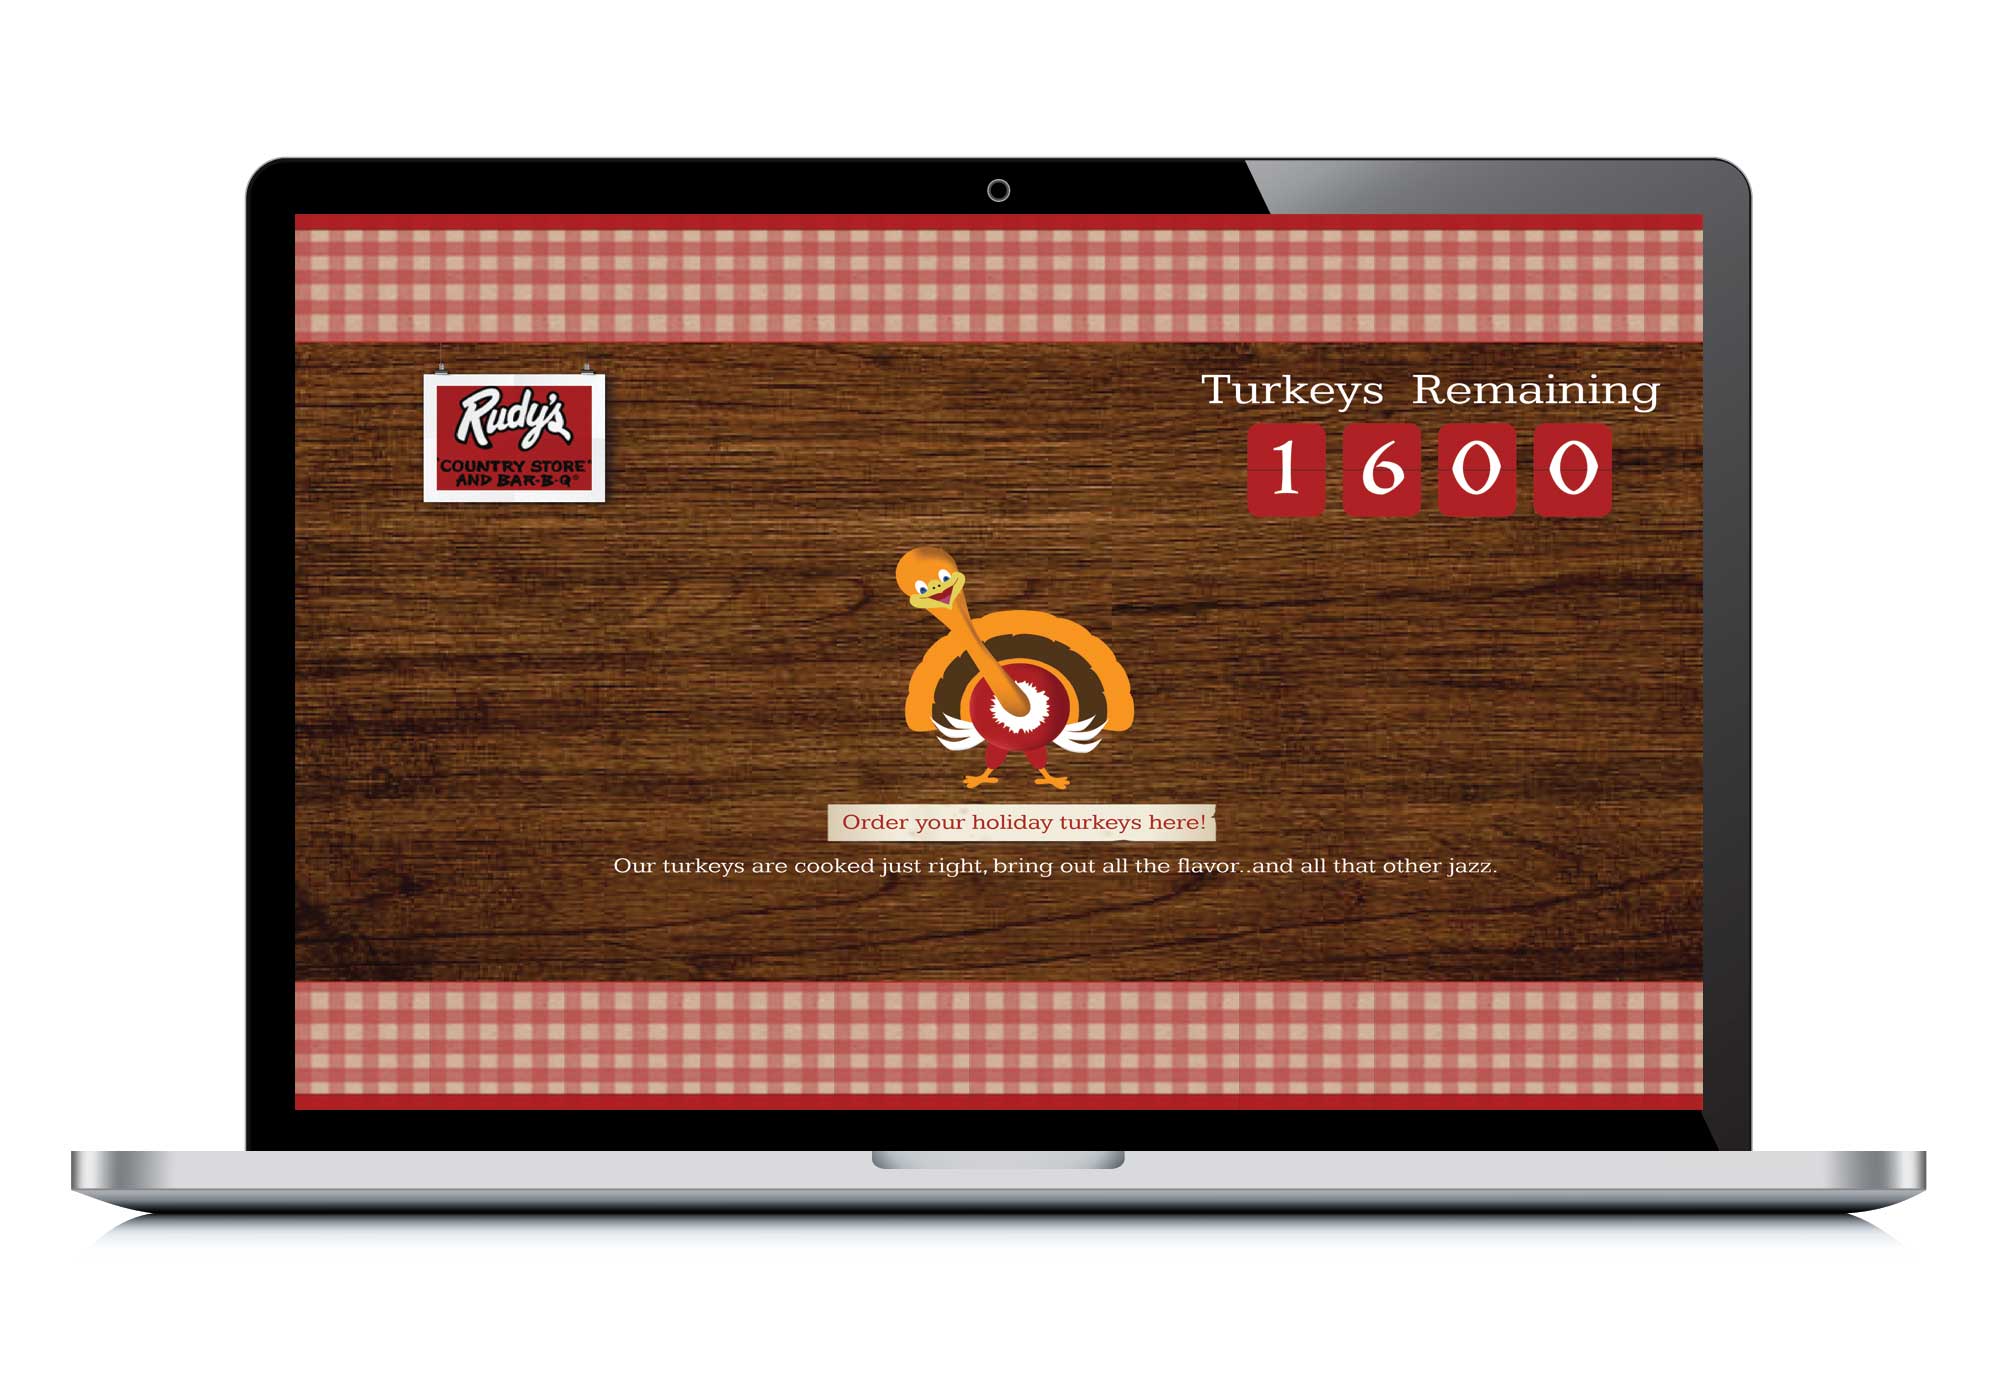 Rudy's
"COUNTRY STORE"
AND BAR-B-Q®
Turkeys Remaining
1 6 0 0
Order your holiday turkeys here!
Our turkeys are cooked just right, bring out all the flavor..and all that other jazz.